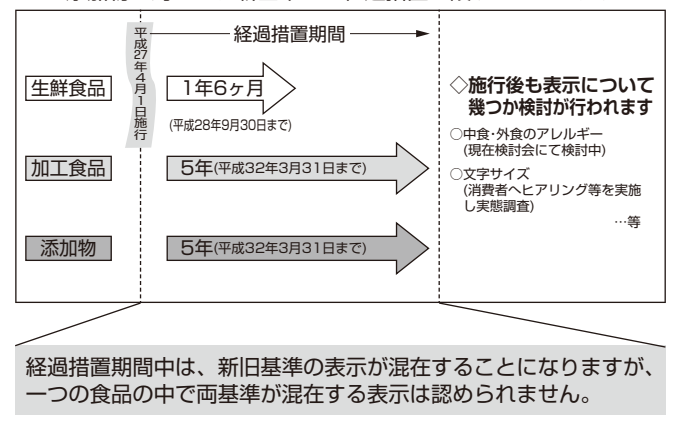 経過措置期間
平成27年4月1日施行
生鮮食品
1年6ヶ月
(平成28年9月30日まで)
加工食品
5年(平成32年3月31日まで)
添加物
5年(平成32年3月31日まで)
◇施行後も表示について
幾つか検討が行われます
○中食・外食のアレルギー
(現在検討会にて検討中)
○文字サイズ
(消費者へヒアリング等を実施
し実態調査)
…等
経過措置期間中は、新旧基準の表示が混在することになりますが、
一つの食品の中で両基準が混在する表示は認められません。